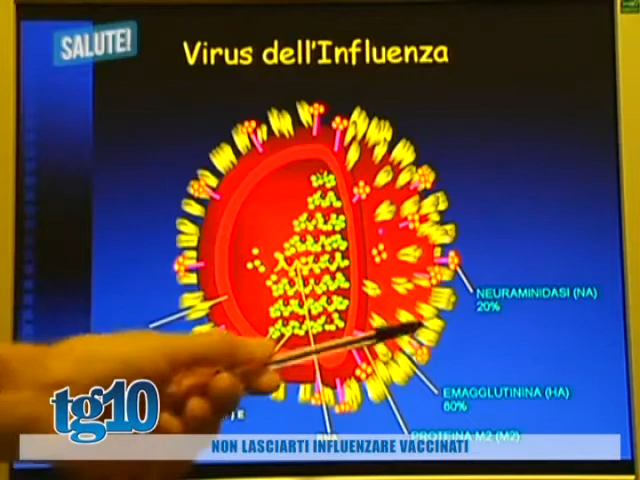 SALUTE!
Virus dell'Influenza
NEURAMINIDASI (NA)
20%
EMAGGLUTININA (HA)
80%
PROTEINA M2 (M2)
tg10
NON LASCIARTI INFLUENZARE VACCINATI